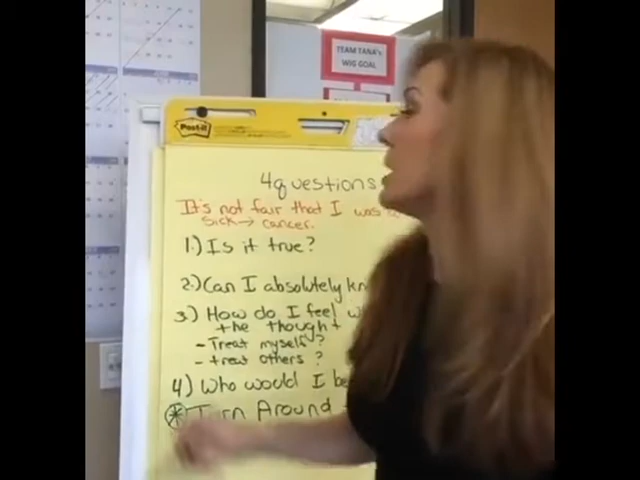 TEAM TANA's
WIG GOAL
Post-it
4 questions
It's not fair that I was
sick → cancer.
1.) Is it true?
2.) Can I absolutely
3.) How do I feel
the thought
- Treat myself?
- treat others?
4) Who would I be
Turn Around